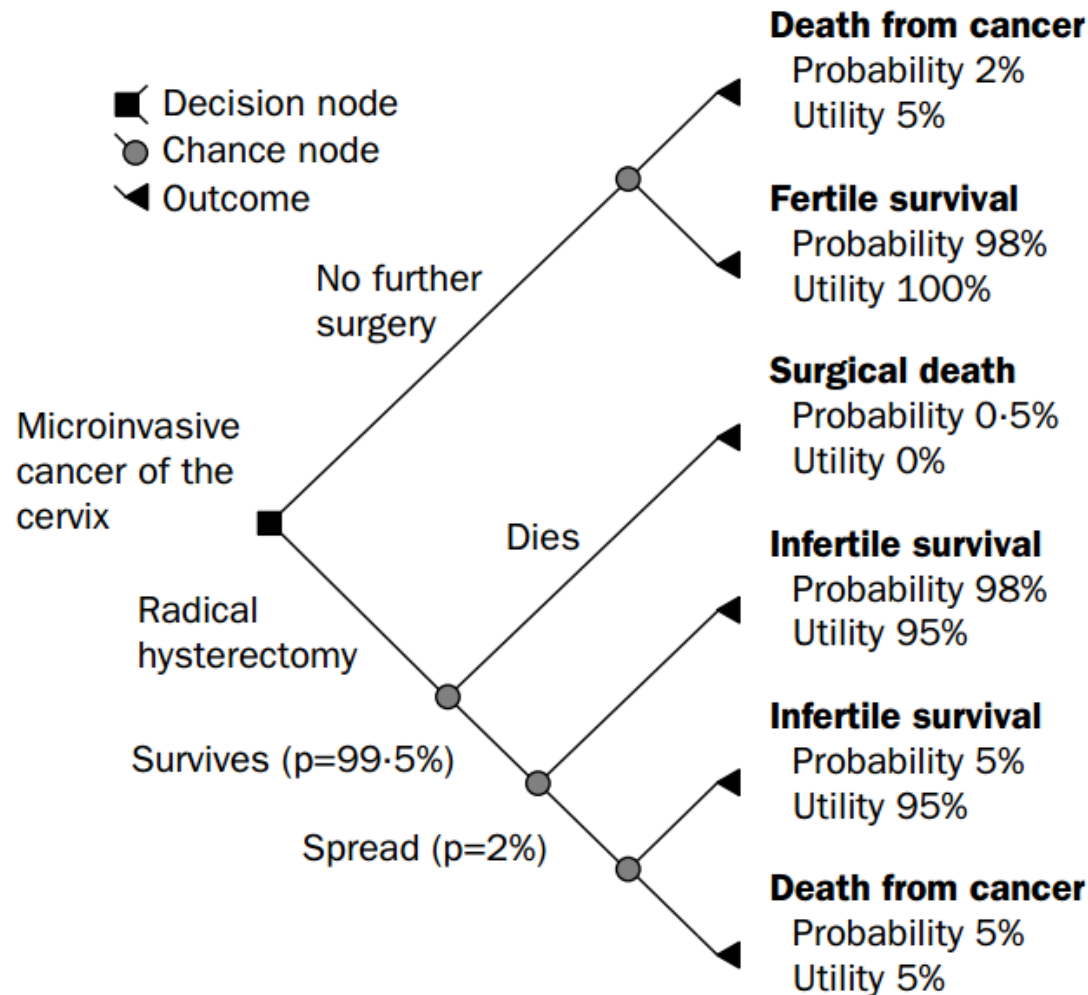 Decision node
Chance node
Outcome
No further
surgery
Microinvasive
cancer of the
cervix
Radical
hysterectomy
Dies
Survives (p=99·5%)
Spread (p=2%)
Death from cancer
Probability 2%
Utility 5%
Fertile survival
Probability 98%
Utility 100%
Surgical death
Probability 0·5%
Utility 0%
Infertile survival
Probability 98%
Utility 95%
Infertile survival
Probability 5%
Utility 95%
Death from cancer
Probability 5%
Utility 5%